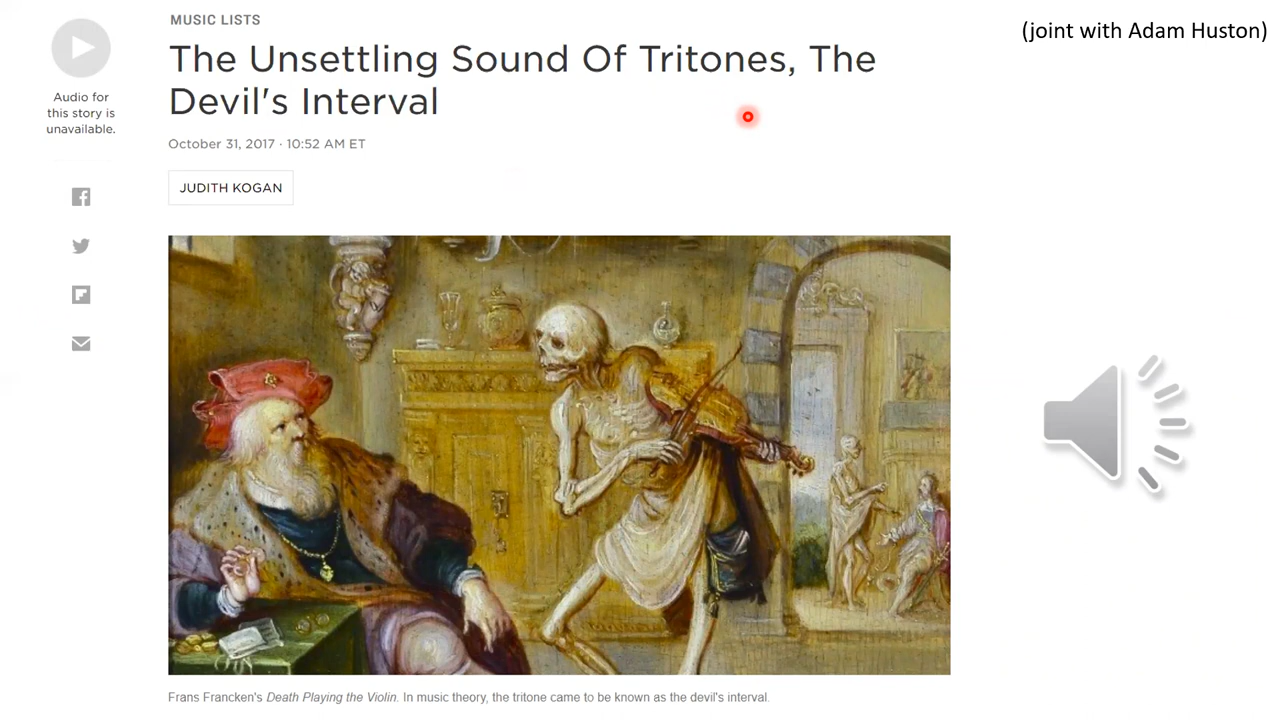 MUSIC LISTS
(joint with Adam Huston)
The Unsettling Sound Of Tritones, The
Devil's Interval
Audio for
this story is
unavailable.
October 31, 2017 · 10:52 AM ET
JUDITH KOGAN
Frans Francken's Death Playing the Violin. In music theory, the tritone came to be known as the devil's interval.